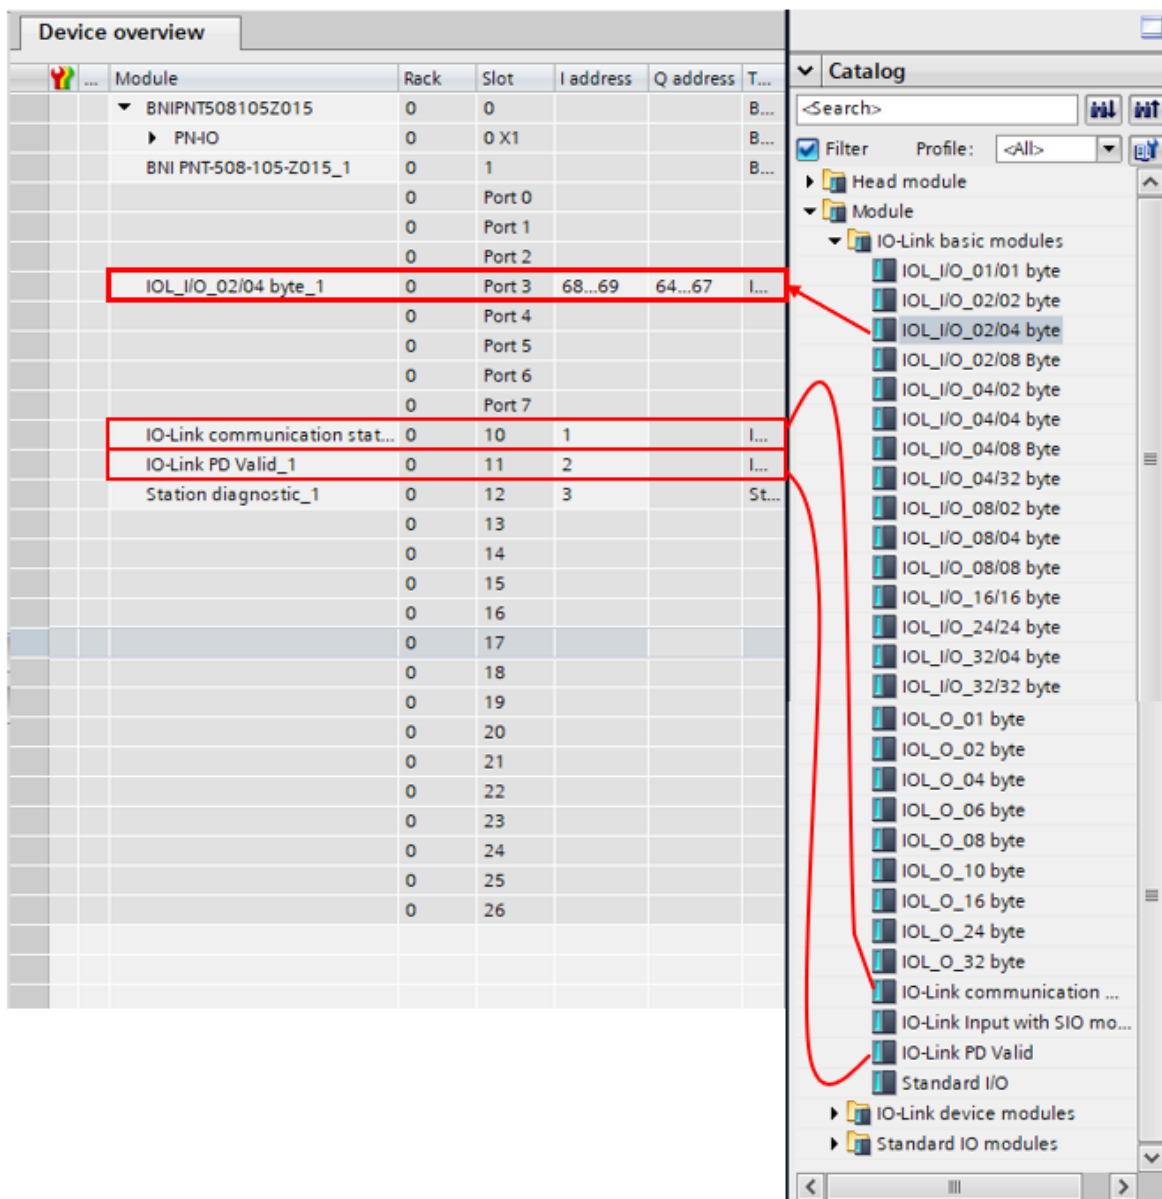 Device overview
... Module Rack Slot I address Q address T...
BNIPNT508105Z015 0 0 B...
PN-IO 0 0 X1 B...
BNI PNT-508-105-Z015_1 0 1 B...
0 Port 0
0 Port 1
0 Port 2
IOL_I/O_02/04 byte_1 0 Port 3 68...69 64...67 I...
0 Port 4
0 Port 5
0 Port 6
0 Port 7
IO-Link communication stat... 0 10 1 I...
IO-Link PD Valid_1 0 11 2 I...
Station diagnostic_1 0 12 3 St...
0 13
0 14
0 15
0 16
0 17
0 18
0 19
0 20
0 21
0 22
0 23
0 24
0 25
0 26
Catalog
<Search>
Filter Profile: <All>
Head module
Module
IO-Link basic modules
IOL_I/O_01/01 byte
IOL_I/O_02/02 byte
IOL_I/O_02/04 byte
IOL_I/O_02/08 Byte
IOL_I/O_04/02 byte
IOL_I/O_04/04 byte
IOL_I/O_04/08 Byte
IOL_I/O_04/32 byte
IOL_I/O_08/02 byte
IOL_I/O_08/04 byte
IOL_I/O_08/08 byte
IOL_I/O_16/16 byte
IOL_I/O_24/24 byte
IOL_I/O_32/04 byte
IOL_I/O_32/32 byte
IOL_O_01 byte
IOL_O_02 byte
IOL_O_04 byte
IOL_O_06 byte
IOL_O_08 byte
IOL_O_10 byte
IOL_O_16 byte
IOL_O_24 byte
IOL_O_32 byte
IO-Link communication ...
IO-Link Input with SIO mo...
IO-Link PD Valid
Standard I/O
IO-Link device modules
Standard IO modules